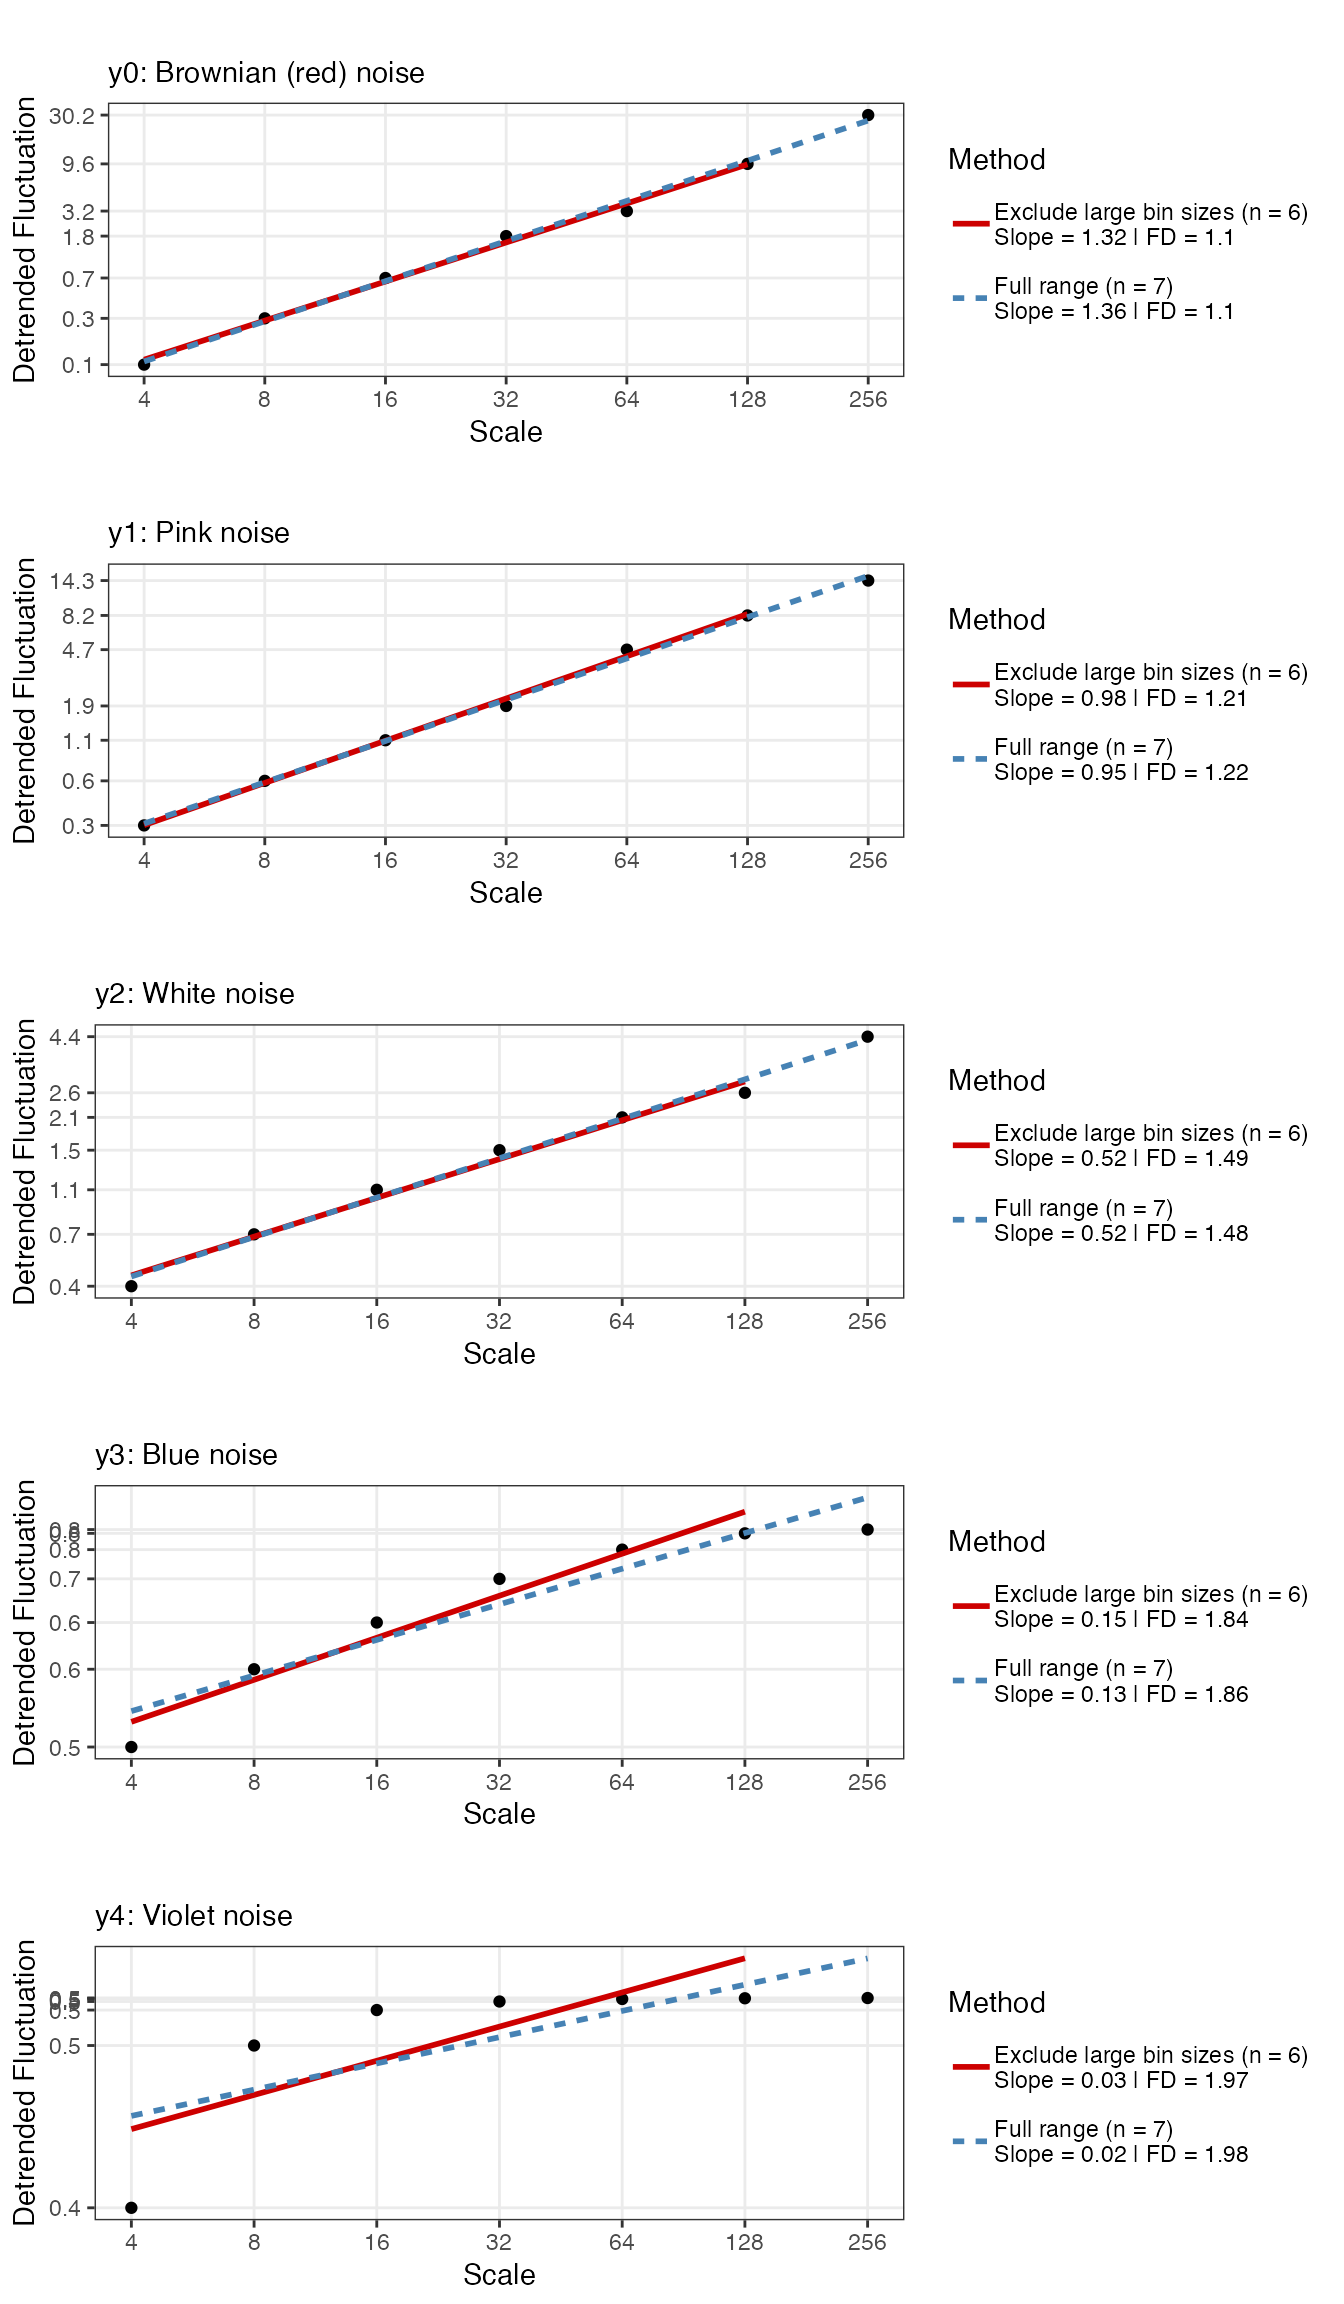 y0: Brownian (red) noise
Detrended Fluctuation
30.2
9.6
3.2
1.8
0.7
0.3
0.1
4 8 16 32 64 128 256
Scale
Method
Exclude large bin sizes (n = 6)
Slope = 1.32 | FD = 1.1
Full range (n = 7)
Slope = 1.36 | FD = 1.1
y1: Pink noise
Detrended Fluctuation
14.3
8.2
4.7
1.9
1.1
0.6
0.3
4 8 16 32 64 128 256
Scale
Method
Exclude large bin sizes (n = 6)
Slope = 0.98 | FD = 1.21
Full range (n = 7)
Slope = 0.95 | FD = 1.22
y2: White noise
Detrended Fluctuation
4.4
2.6
2.1
1.5
1.1
0.7
0.4
4 8 16 32 64 128 256
Scale
Method
Exclude large bin sizes (n = 6)
Slope = 0.52 | FD = 1.49
Full range (n = 7)
Slope = 0.52 | FD = 1.48
y3: Blue noise
Detrended Fluctuation
0.8
0.7
0.6
0.6
0.5
4 8 16 32 64 128 256
Scale
Method
Exclude large bin sizes (n = 6)
Slope = 0.15 | FD = 1.84
Full range (n = 7)
Slope = 0.13 | FD = 1.86
y4: Violet noise
Detrended Fluctuation
0.5
0.4
4 8 16 32 64 128 256
Scale
Method
Exclude large bin sizes (n = 6)
Slope = 0.03 | FD = 1.97
Full range (n = 7)
Slope = 0.02 | FD = 1.98